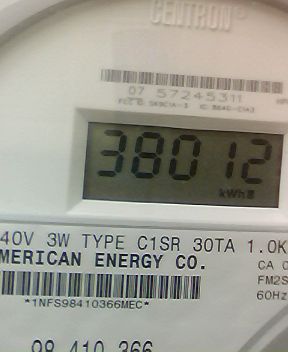 CENTRON®
07 57245311
38012
kWh
40V 3W TYPE C1SR 30TA 1.0K
MERICAN ENERGY CO.
CA 0
FM2S
60Hz
*1NFS98410366MEC*
98 410 366